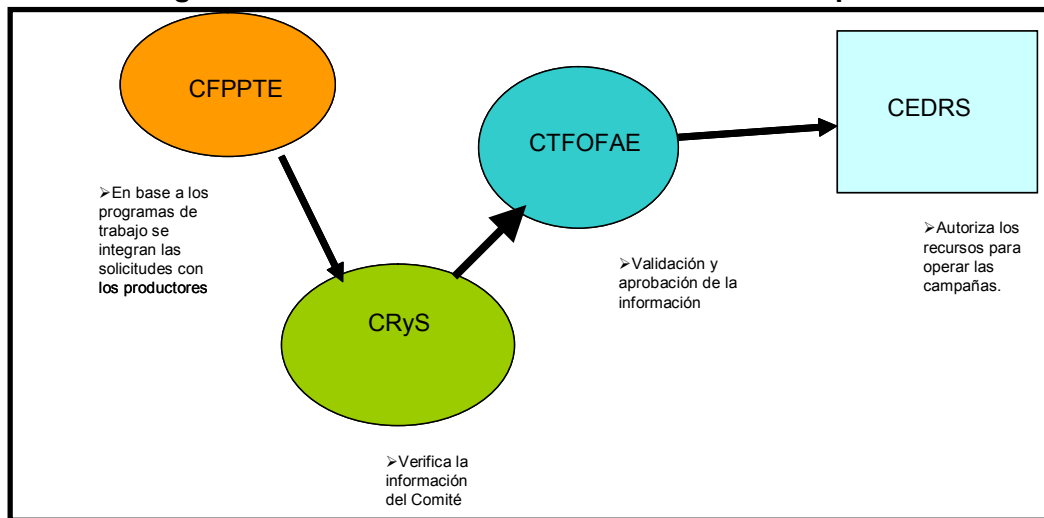 CFPPTE
CTFOFAE
CEDRS
➢En base a los
programas de
trabajo se
integran las
solicitudes con
los productores
➢Autoriza los
recursos para
operar las
campañas.
➢Validación y
aprobación de la
información
CRyS
➢Verifica la
información
del Comité